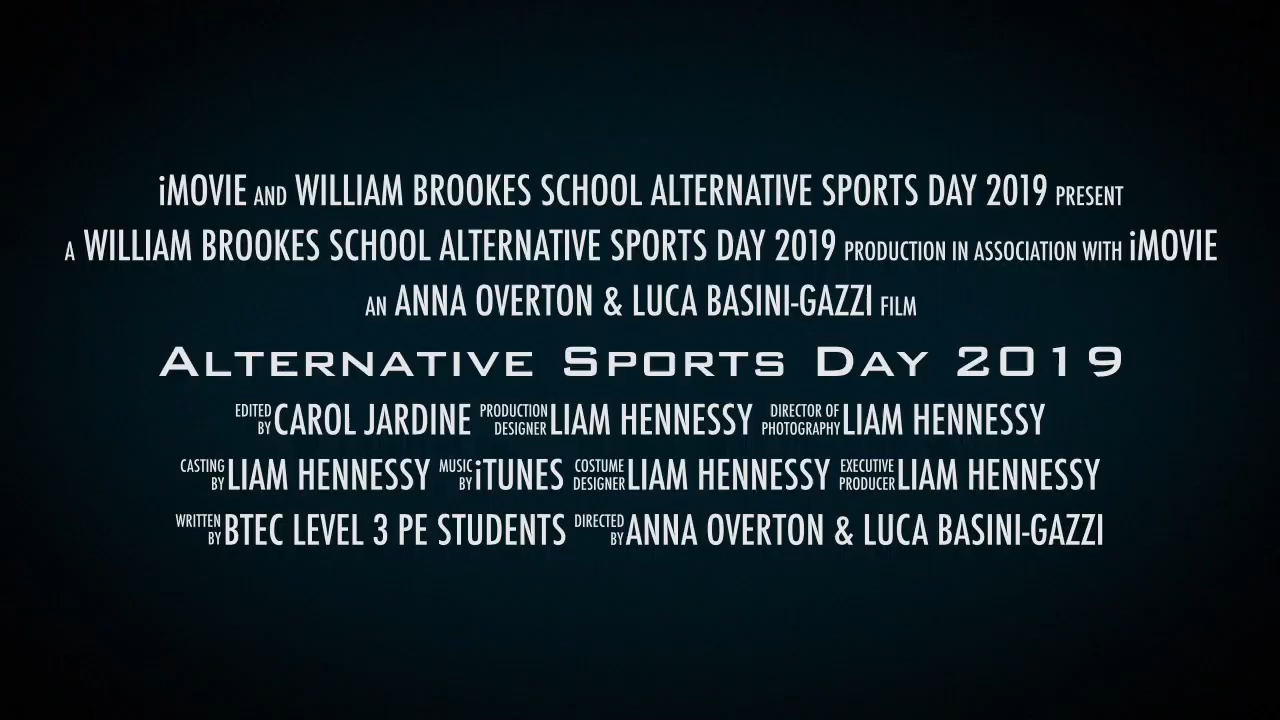 iMOVIE AND WILLIAM BROOKES SCHOOL ALTERNATIVE SPORTS DAY 2019 PRESENT
A WILLIAM BROOKES SCHOOL ALTERNATIVE SPORTS DAY 2019 PRODUCTION IN ASSOCIATION WITH iMOVIE
AN ANNA OVERTON & LUCA BASINI-GAZZI FILM
ALTERNATIVE SPORTS DAY 2019
EDITED BY CAROL JARDINE PRODUCTION DESIGNER LIAM HENNESSY DIRECTOR OF PHOTOGRAPHY LIAM HENNESSY
CASTING BY LIAM HENNESSY MUSIC BY iTUNES COSTUME DESIGNER LIAM HENNESSY EXECUTIVE PRODUCER LIAM HENNESSY
WRITTEN BY BTEC LEVEL 3 PE STUDENTS DIRECTED BY ANNA OVERTON & LUCA BASINI-GAZZI